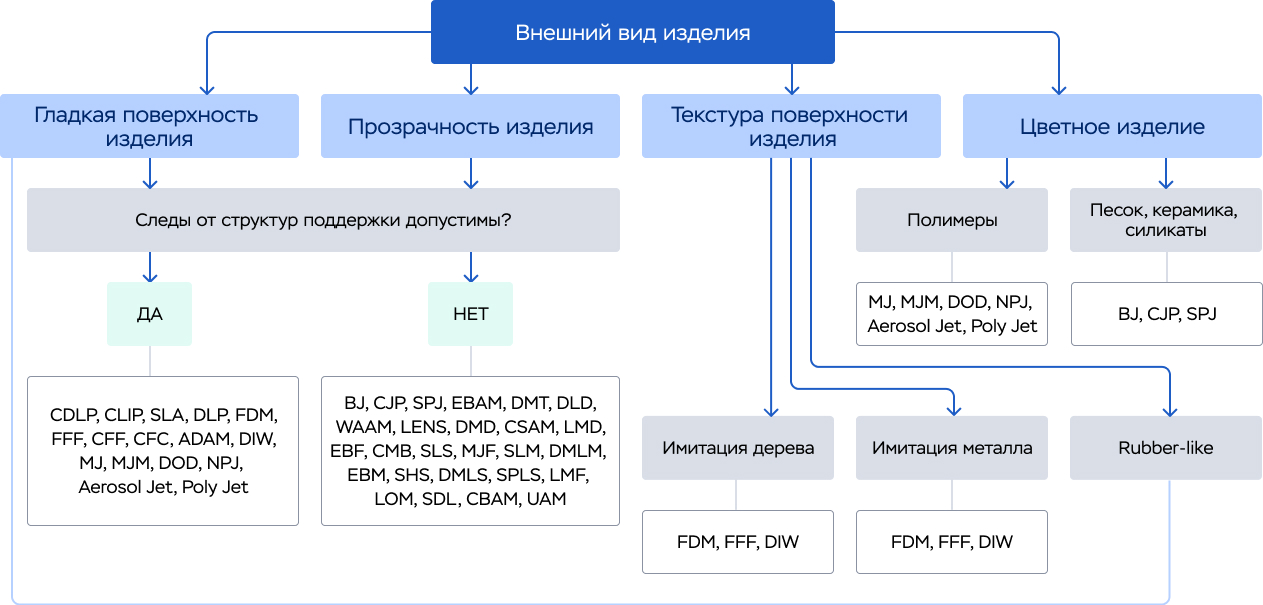 Внешний вид изделия
Гладкая поверхность
изделия
Прозрачность изделия
Текстура поверхности
изделия
Цветное изделие
Следы от структур поддержки допустимы?
Полимеры
Песок, керамика,
силикаты
ДА
НЕТ
MJ, MJM, DOD, NPJ,
Aerosol Jet, Poly Jet
BJ, CJP, SPJ
CDLP, CLIP, SLA, DLP, FDM,
FFF, CFF, CFC, ADAM, DIW,
MJ, MJM, DOD, NPJ,
Aerosol Jet, Poly Jet
BJ, CJP, SPJ, EBAM, DMT, DLD,
WAAM, LENS, DMD, CSAM, LMD,
EBF, CMB, SLS, MJF, SLM, DMLM,
EBM, SHS, DMLS, SPLS, LMF,
LOM, SDL, CBAM, UAM
Имитация дерева
Имитация металла
Rubber-like
FDM, FFF, DIW
FDM, FFF, DIW